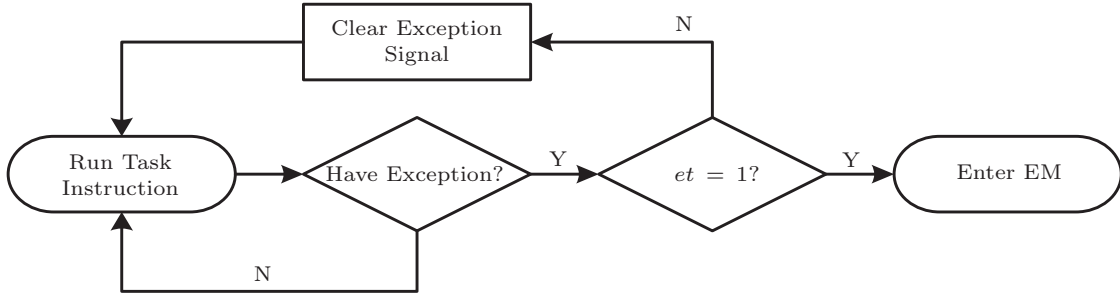 Clear Exception
Signal
N
Run Task
Instruction
Have Exception?
Y
et = 1?
Y
Enter EM
N